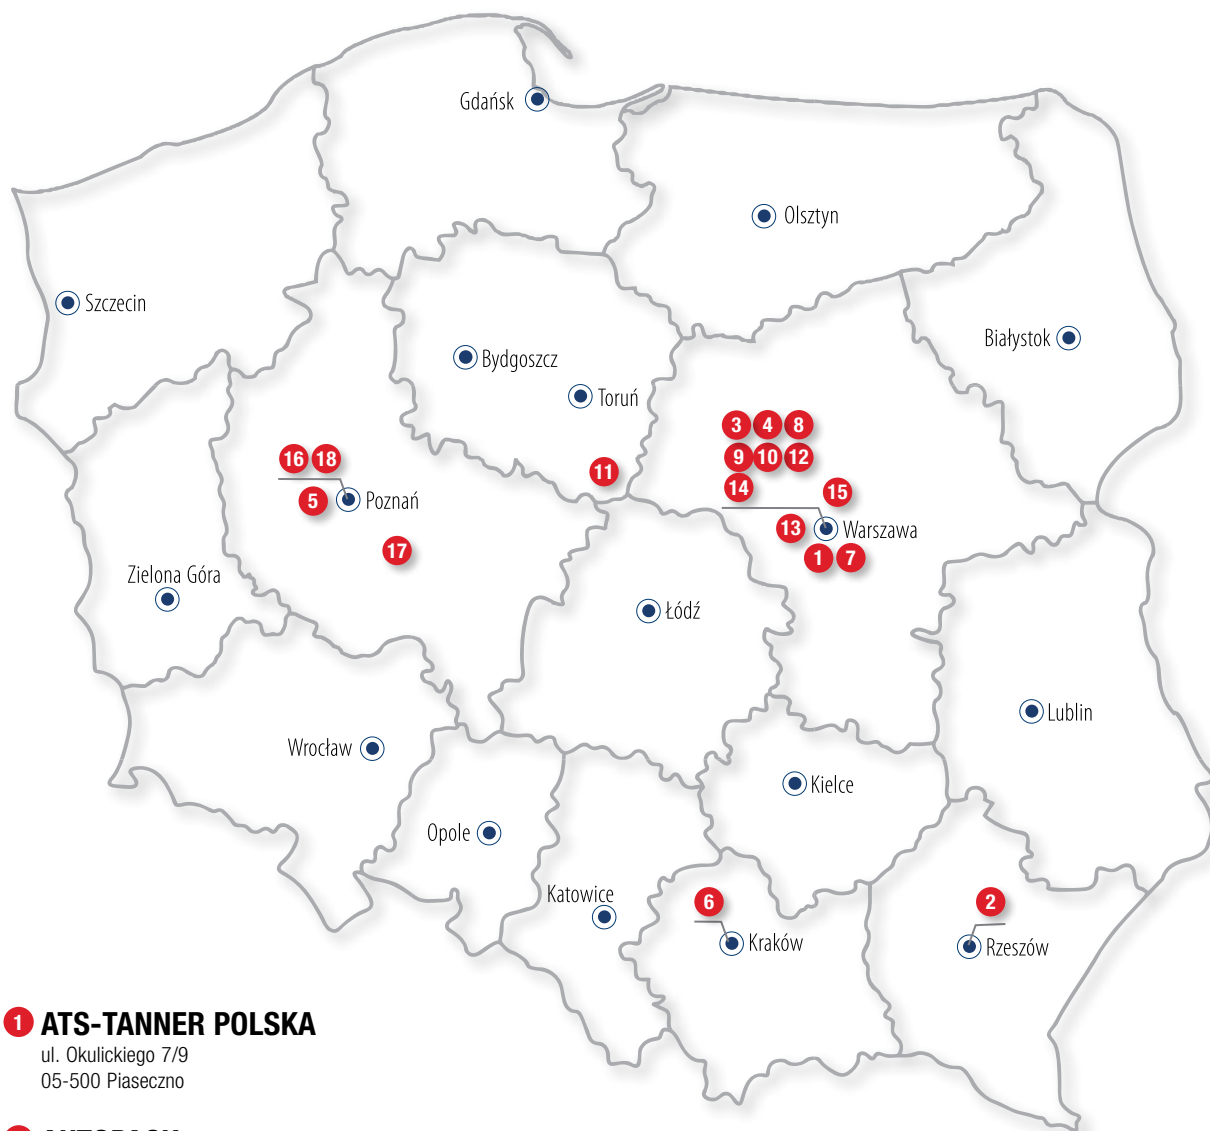 Gdańsk
Olsztyn
Szczecin
Białystok
Bydgoszcz
Toruń
3 4 8
16 18
9 10 12
11
14
15
5
Poznań
13
Warszawa
17
1 7
Zielona Góra
Łódź
Lublin
Wrocław
Kielce
Opole
Katowice
6
2
Kraków
Rzeszów
1 ATS-TANNER POLSKA
ul. Okulickiego 7/9
05-500 Piaseczno